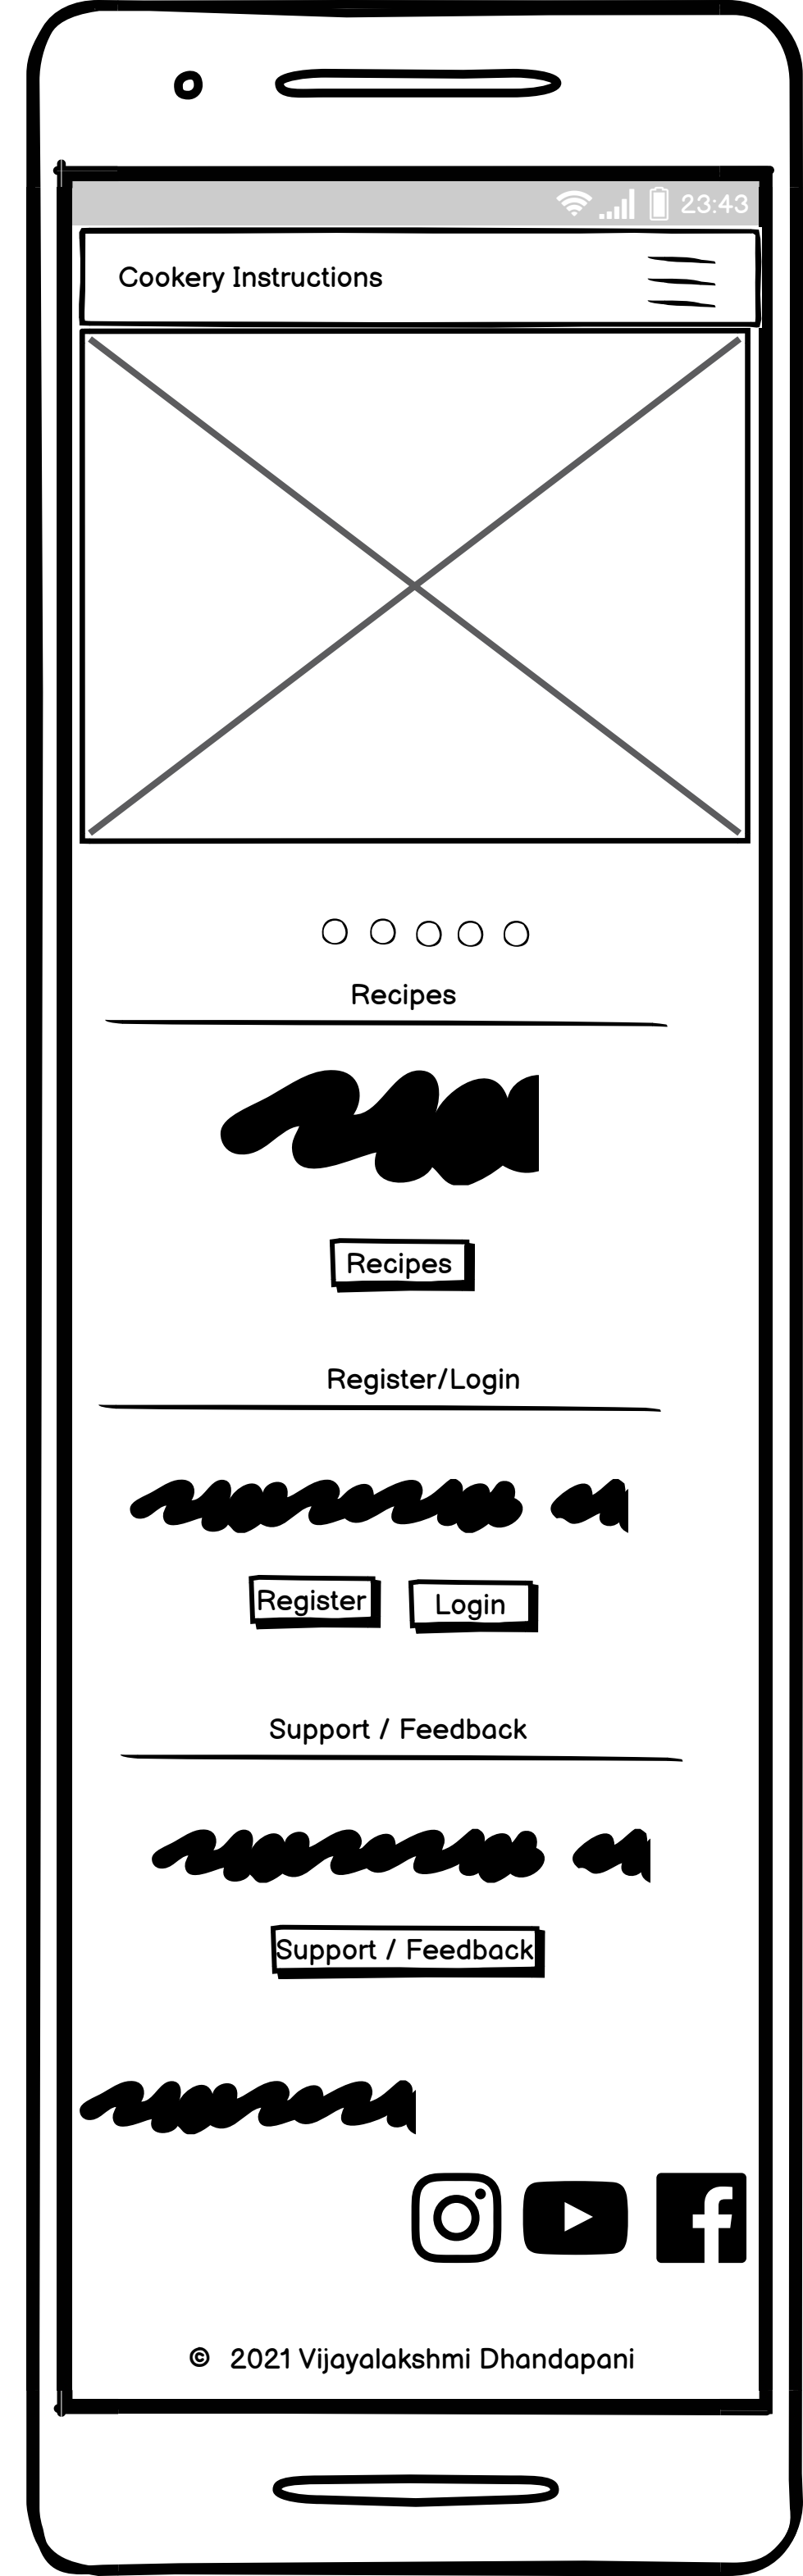 23:43
Cookery Instructions
Recipes
Recipes
Register/Login
Register Login
Support / Feedback
Support / Feedback
© 2021 Vijayalakshmi Dhandapani